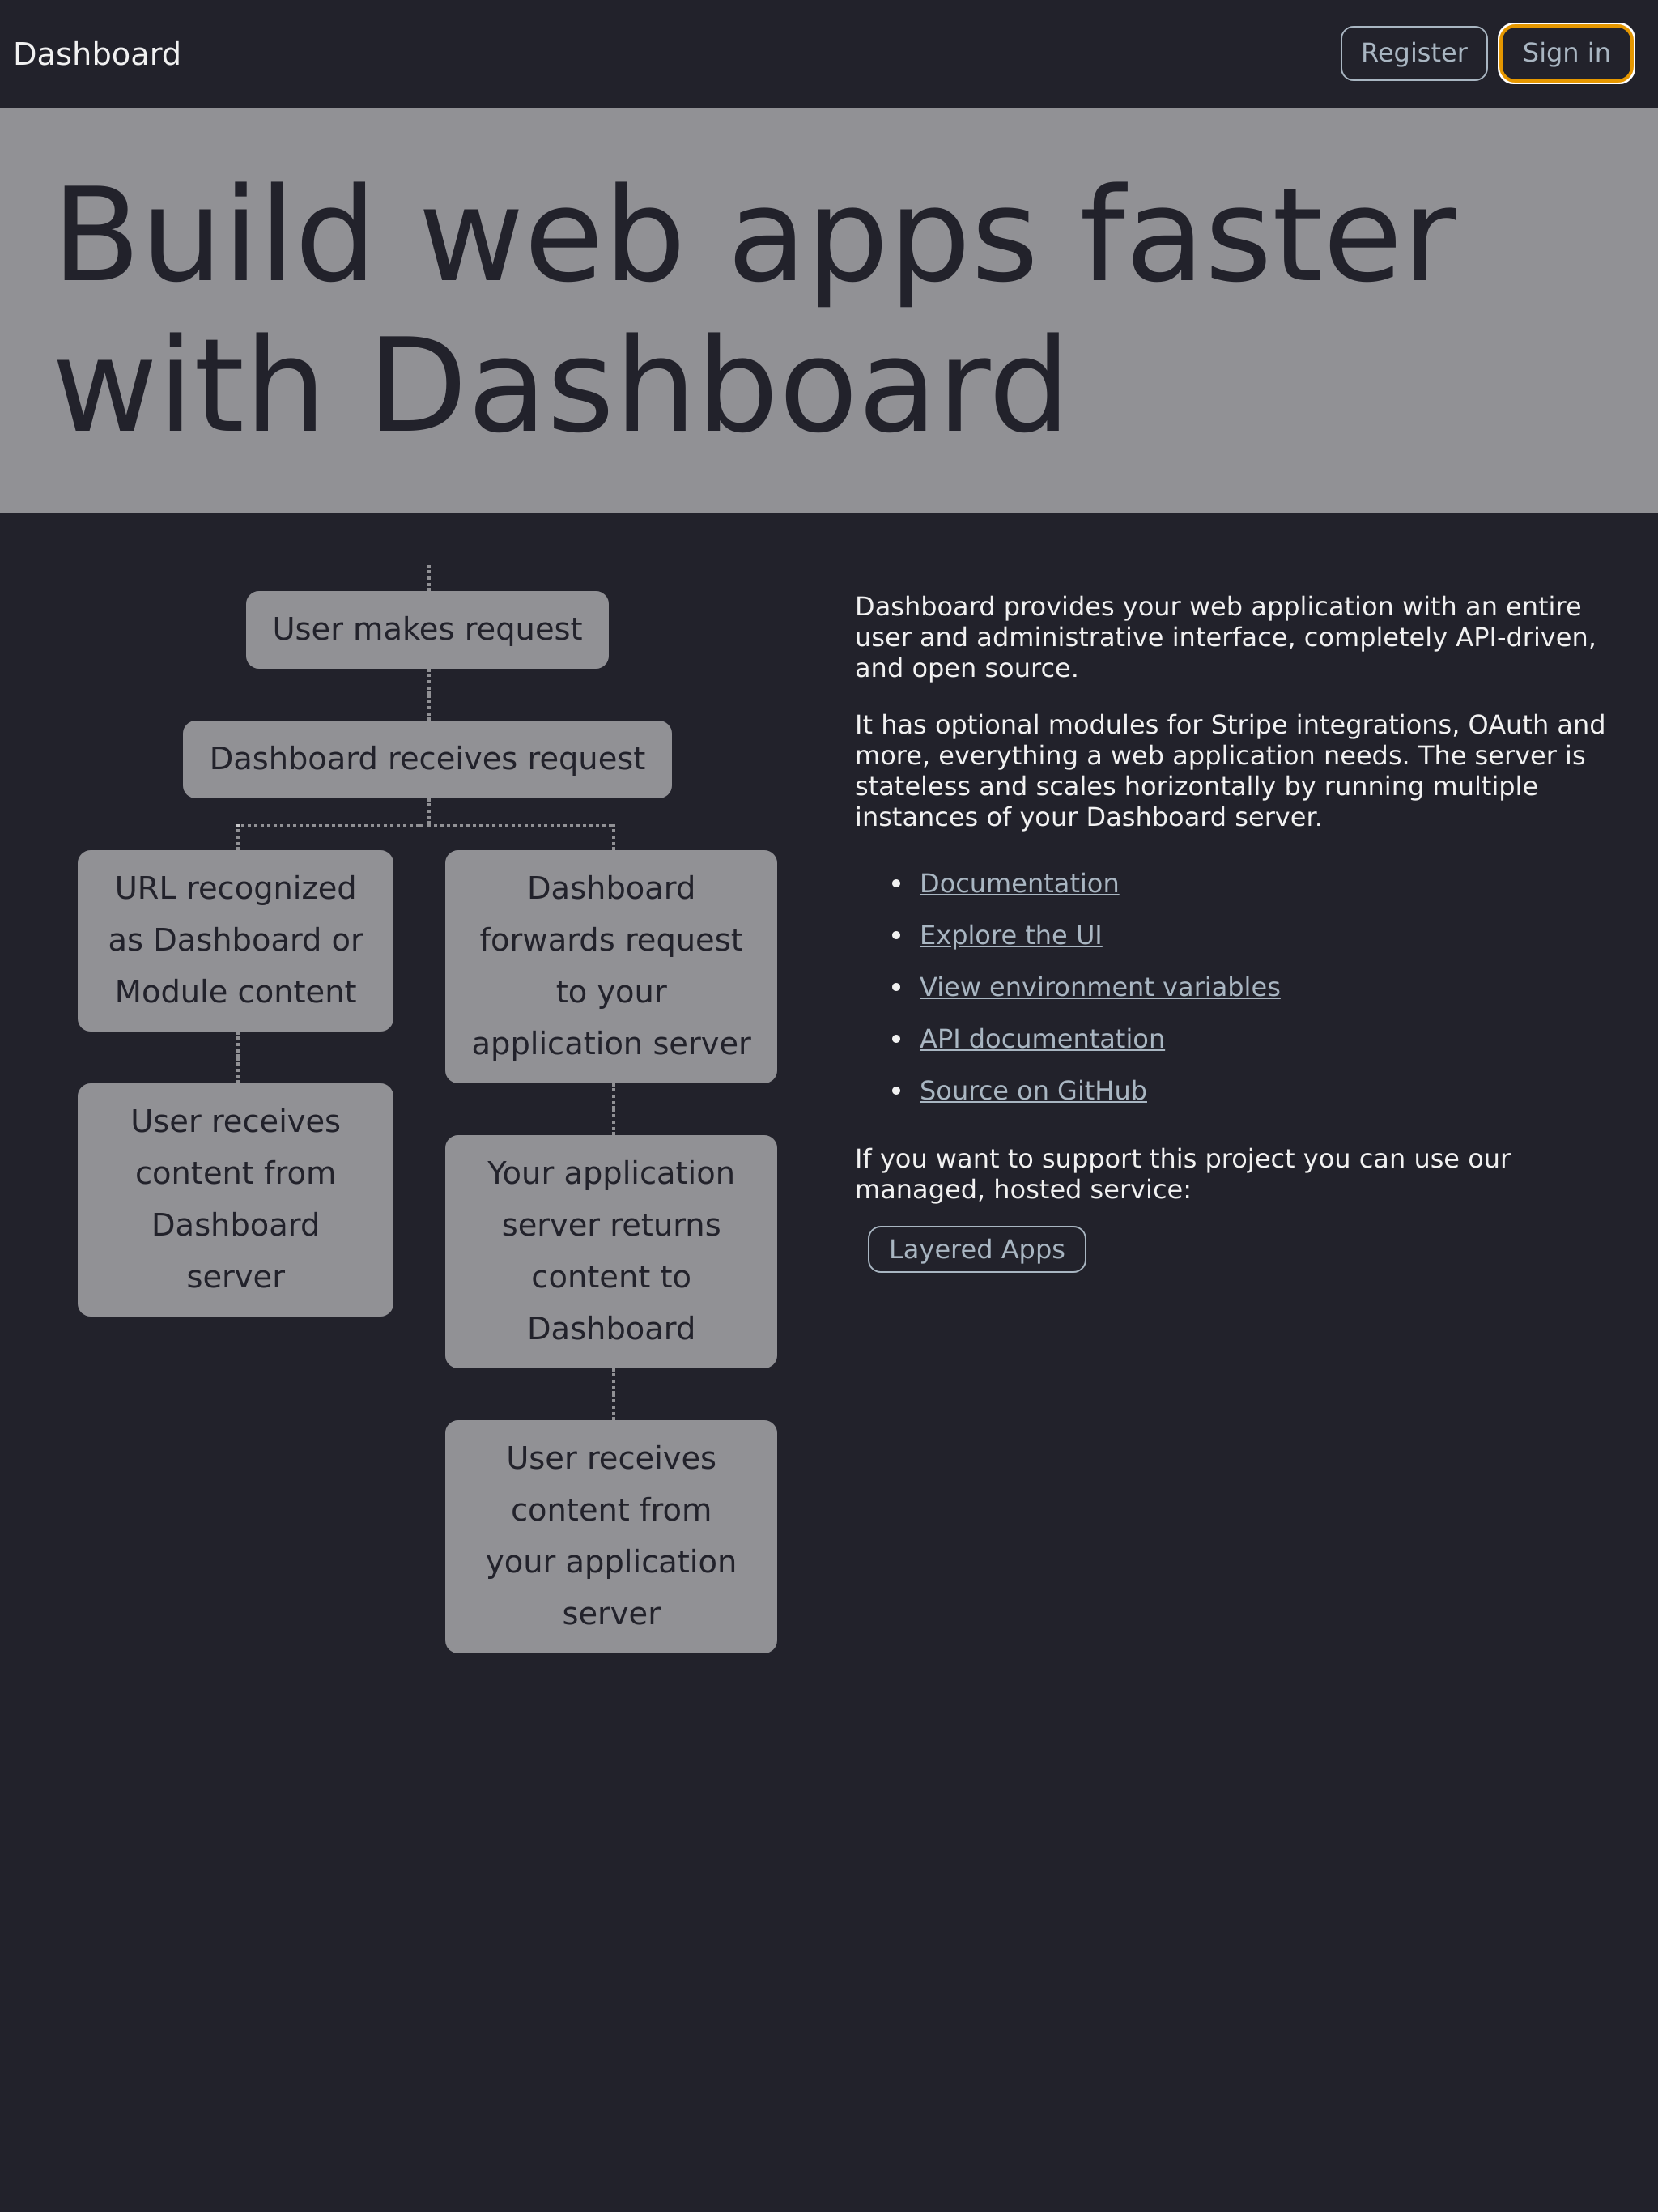 Dashboard
Register
Sign in
Build web apps faster
with Dashboard
User makes request
Dashboard receives request
URL recognized
as Dashboard or
Module content
User receives
content from
Dashboard
server
Dashboard
forwards request
to your
application server
Your application
server returns
content to
Dashboard
User receives
content from
your application
server
Dashboard provides your web application with an entire
user and administrative interface, completely API-driven,
and open source.
It has optional modules for Stripe integrations, OAuth and
more, everything a web application needs. The server is
stateless and scales horizontally by running multiple
instances of your Dashboard server.
• Documentation
• Explore the UI
• View environment variables
• API documentation
• Source on GitHub
If you want to support this project you can use our
managed, hosted service:
Layered Apps